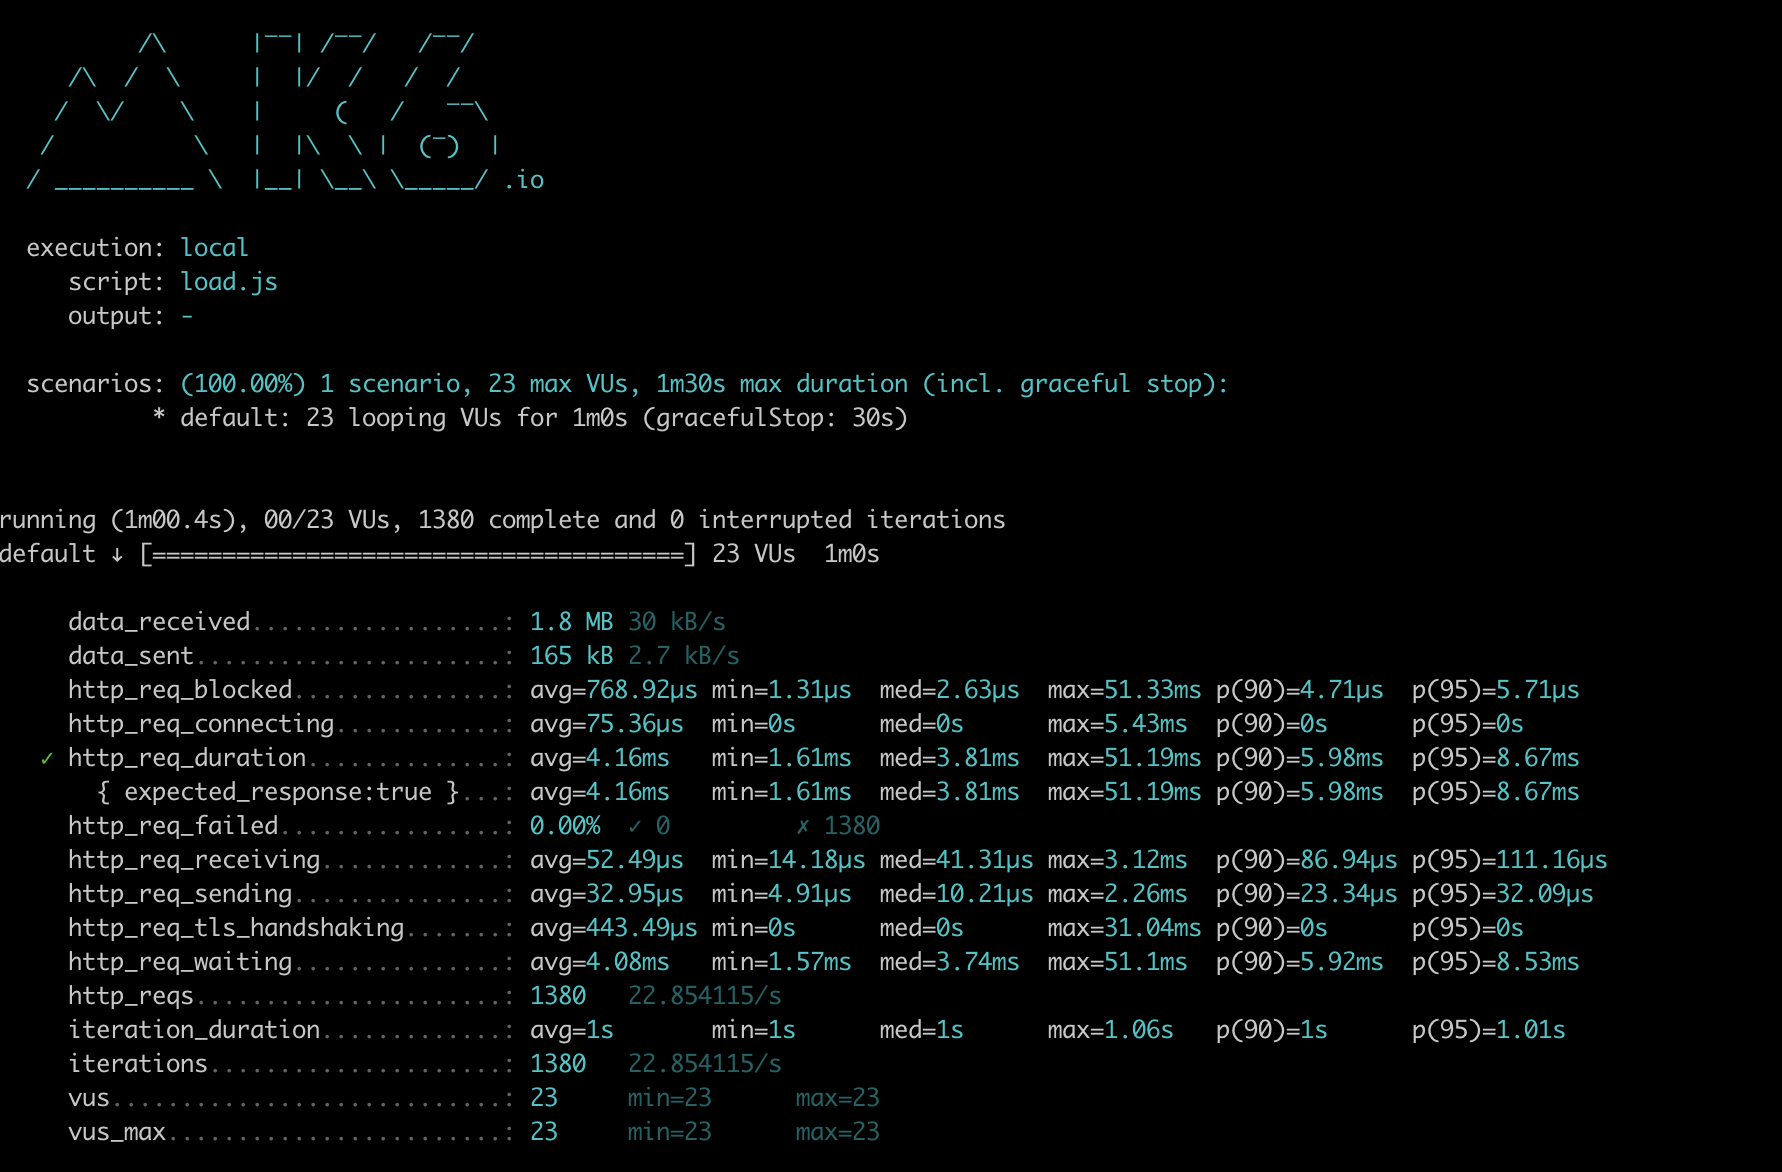 /\      |‾‾| /‾‾/   /‾‾/
     /\  /  \     |  |/  /   /  /
    /  \/    \    |     (   /   ‾‾\
   /          \   |  |\  \ |  (‾)  |
  / __________ \  |__| \__\ \_____/ .io

  execution: local
     script: load.js
     output: -

  scenarios: (100.00%) 1 scenario, 23 max VUs, 1m30s max duration (incl. graceful stop):
           * default: 23 looping VUs for 1m0s (gracefulStop: 30s)


running (1m00.4s), 00/23 VUs, 1380 complete and 0 interrupted iterations
default ↓ [======================================] 23 VUs  1m0s

     data_received..................: 1.8 MB 30 kB/s
     data_sent......................: 165 kB 2.7 kB/s
     http_req_blocked...............: avg=768.92µs min=1.31µs  med=2.63µs  max=51.33ms p(90)=4.71µs  p(95)=5.71µs
     http_req_connecting............: avg=75.36µs  min=0s      med=0s      max=5.43ms  p(90)=0s      p(95)=0s
   ✓ http_req_duration..............: avg=4.16ms   min=1.61ms  med=3.81ms  max=51.19ms p(90)=5.98ms  p(95)=8.67ms
       { expected_response:true }...: avg=4.16ms   min=1.61ms  med=3.81ms  max=51.19ms p(90)=5.98ms  p(95)=8.67ms
     http_req_failed................: 0.00%  ✓ 0         ✗ 1380
     http_req_receiving.............: avg=52.49µs  min=14.18µs med=41.31µs max=3.12ms  p(90)=86.94µs p(95)=111.16µs
     http_req_sending...............: avg=32.95µs  min=4.91µs  med=10.21µs max=2.26ms  p(90)=23.34µs p(95)=32.09µs
     http_req_tls_handshaking.......: avg=443.49µs min=0s      med=0s      max=31.04ms p(90)=0s      p(95)=0s
     http_req_waiting...............: avg=4.08ms   min=1.57ms  med=3.74ms  max=51.1ms  p(90)=5.92ms  p(95)=8.53ms
     http_reqs......................: 1380   22.854115/s
     iteration_duration.............: avg=1s       min=1s      med=1s      max=1.06s   p(90)=1s      p(95)=1.01s
     iterations.....................: 1380   22.854115/s
     vus............................: 23     min=23      max=23
     vus_max........................: 23     min=23      max=23